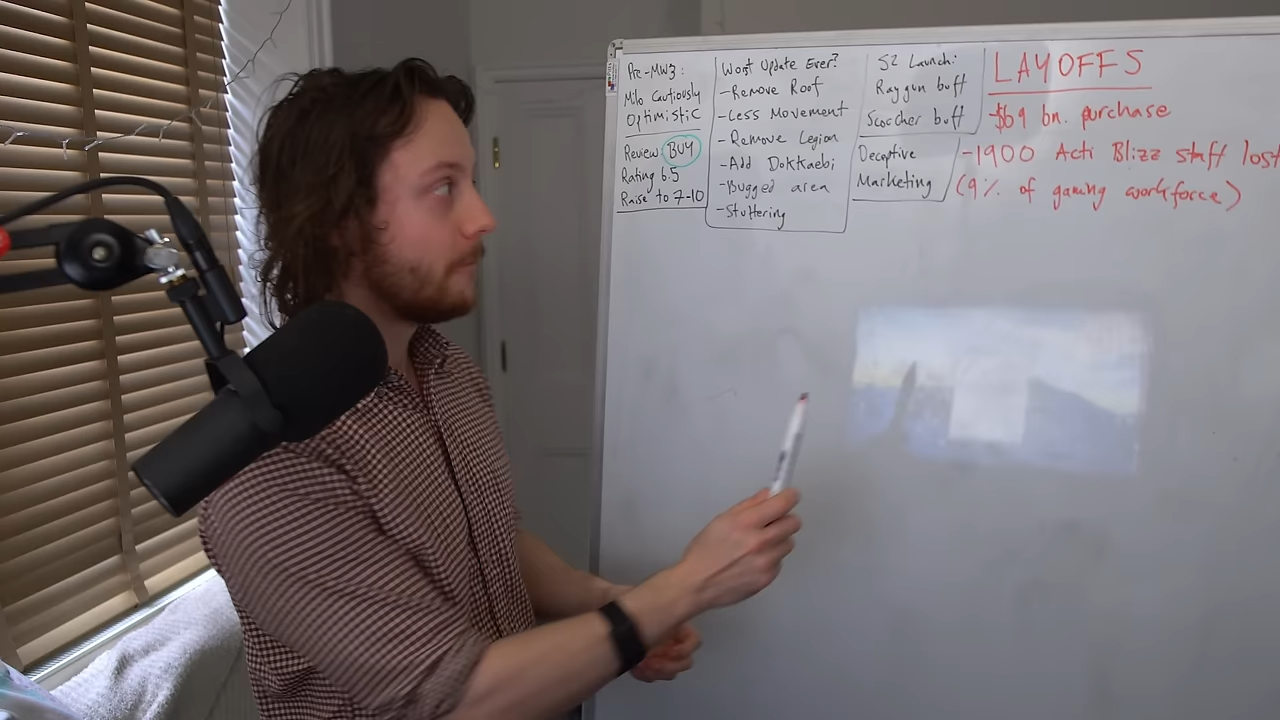 Pre-MW3:
Milo Cautiously
Optimistic
Review: BUY
Rating 6.5
Raise to 7-10
Worst Update Ever?
-Remove Roof
-Less Movement
-Remove Legion
-Add Dokkaebi
-Bugged area
-Stuttering
S2 Launch:
Raygun buff
Scorcher buff
Deceptive
Marketing
LAYOFFS
-$69 bn. purchase
-1900 Acti Blizz staff lost
(9% of gaming workforce)